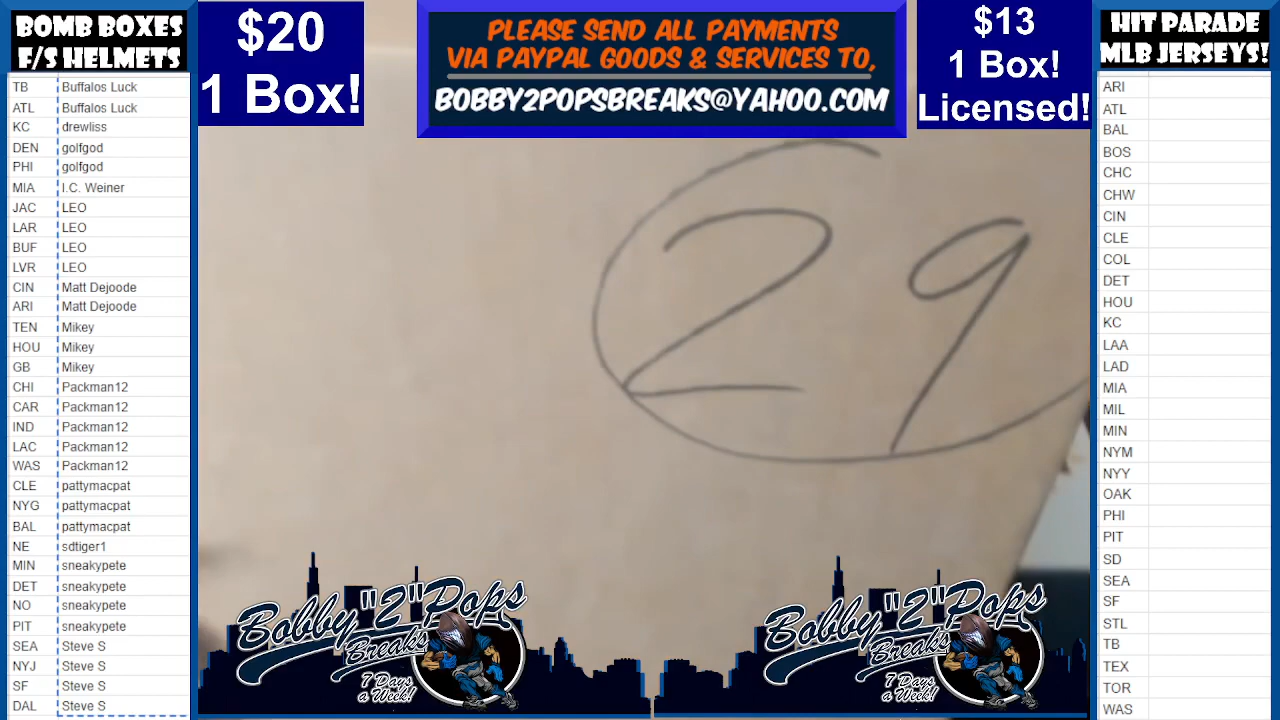 BOMB BOXES
F/S HELMETS
TB Buffalos Luck
ATL Buffalos Luck
KC drewliss
DEN golfgod
PHI golfgod
MIA I.C. Weiner
JAC LEO
LAR LEO
BUF LEO
LVR LEO
CIN Matt Dejoode
ARI Matt Dejoode
TEN Mikey
HOU Mikey
GB Mikey
CHI Packman12
CAR Packman12
IND Packman12
LAC Packman12
WAS Packman12
CLE pattymacpat
NYG pattymacpat
BAL pattymacpat
NE sdtiger1
MIN sneakypete
DET sneakypete
NO sneakypete
PIT sneakypete
SEA Steve S
NYJ Steve S
SF Steve S
DAL Steve S
$20
1 Box!
PLEASE SEND ALL PAYMENTS
VIA PAYPAL GOODS & SERVICES TO,
BOBBY2POPSBREAKS@YAHOO.COM
$13
1 Box!
Licensed!
29
Bobby "2" Pops
Breaks
7 Days
a Week!
Bobby "2" Pops
Breaks
7 Days
a Week!
HIT PARADE
MLB JERSEYS!
ARI
ATL
BAL
BOS
CHC
CHW
CIN
CLE
COL
DET
HOU
KC
LAA
LAD
MIA
MIL
MIN
NYM
NYY
OAK
PHI
PIT
SD
SEA
SF
STL
TB
TEX
TOR
WAS